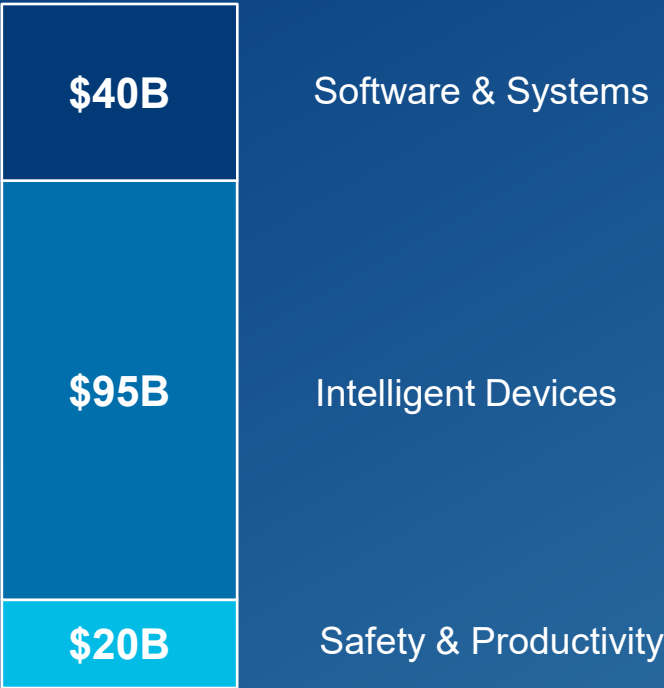 $40B Software & Systems
$95B Intelligent Devices
$20B Safety & Productivity